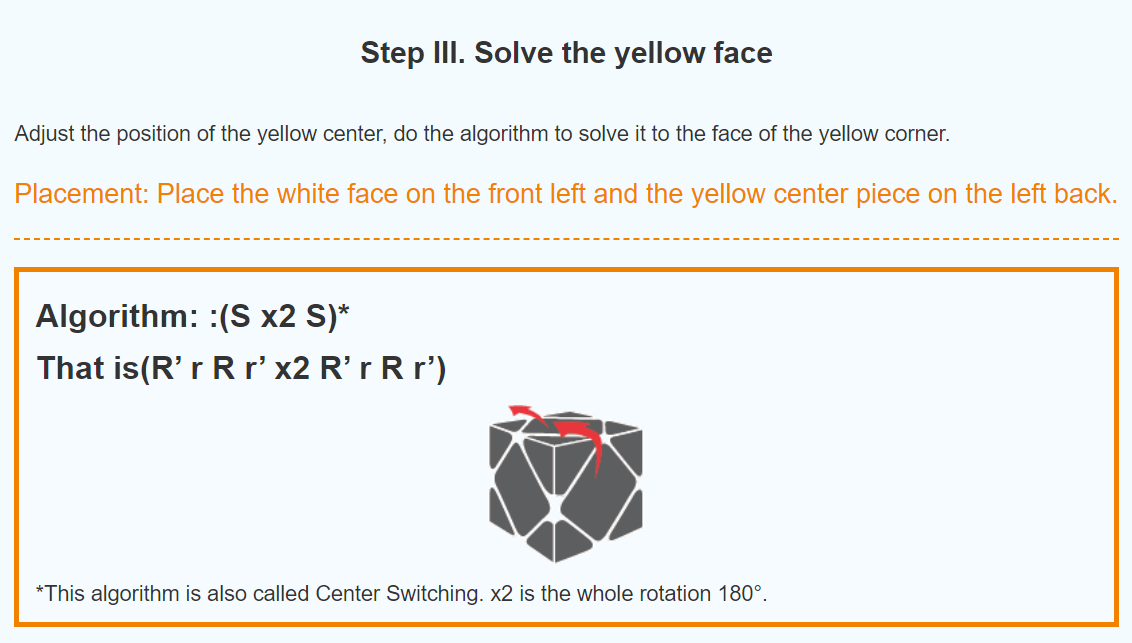 Step III. Solve the yellow face
Adjust the position of the yellow center, do the algorithm to solve it to the face of the yellow corner.
Placement: Place the white face on the front left and the yellow center piece on the left back.
Algorithm: :(S x2 S)*
That is(R’ r R r’ x2 R’ r R r’)
*This algorithm is also called Center Switching. x2 is the whole rotation 180°.